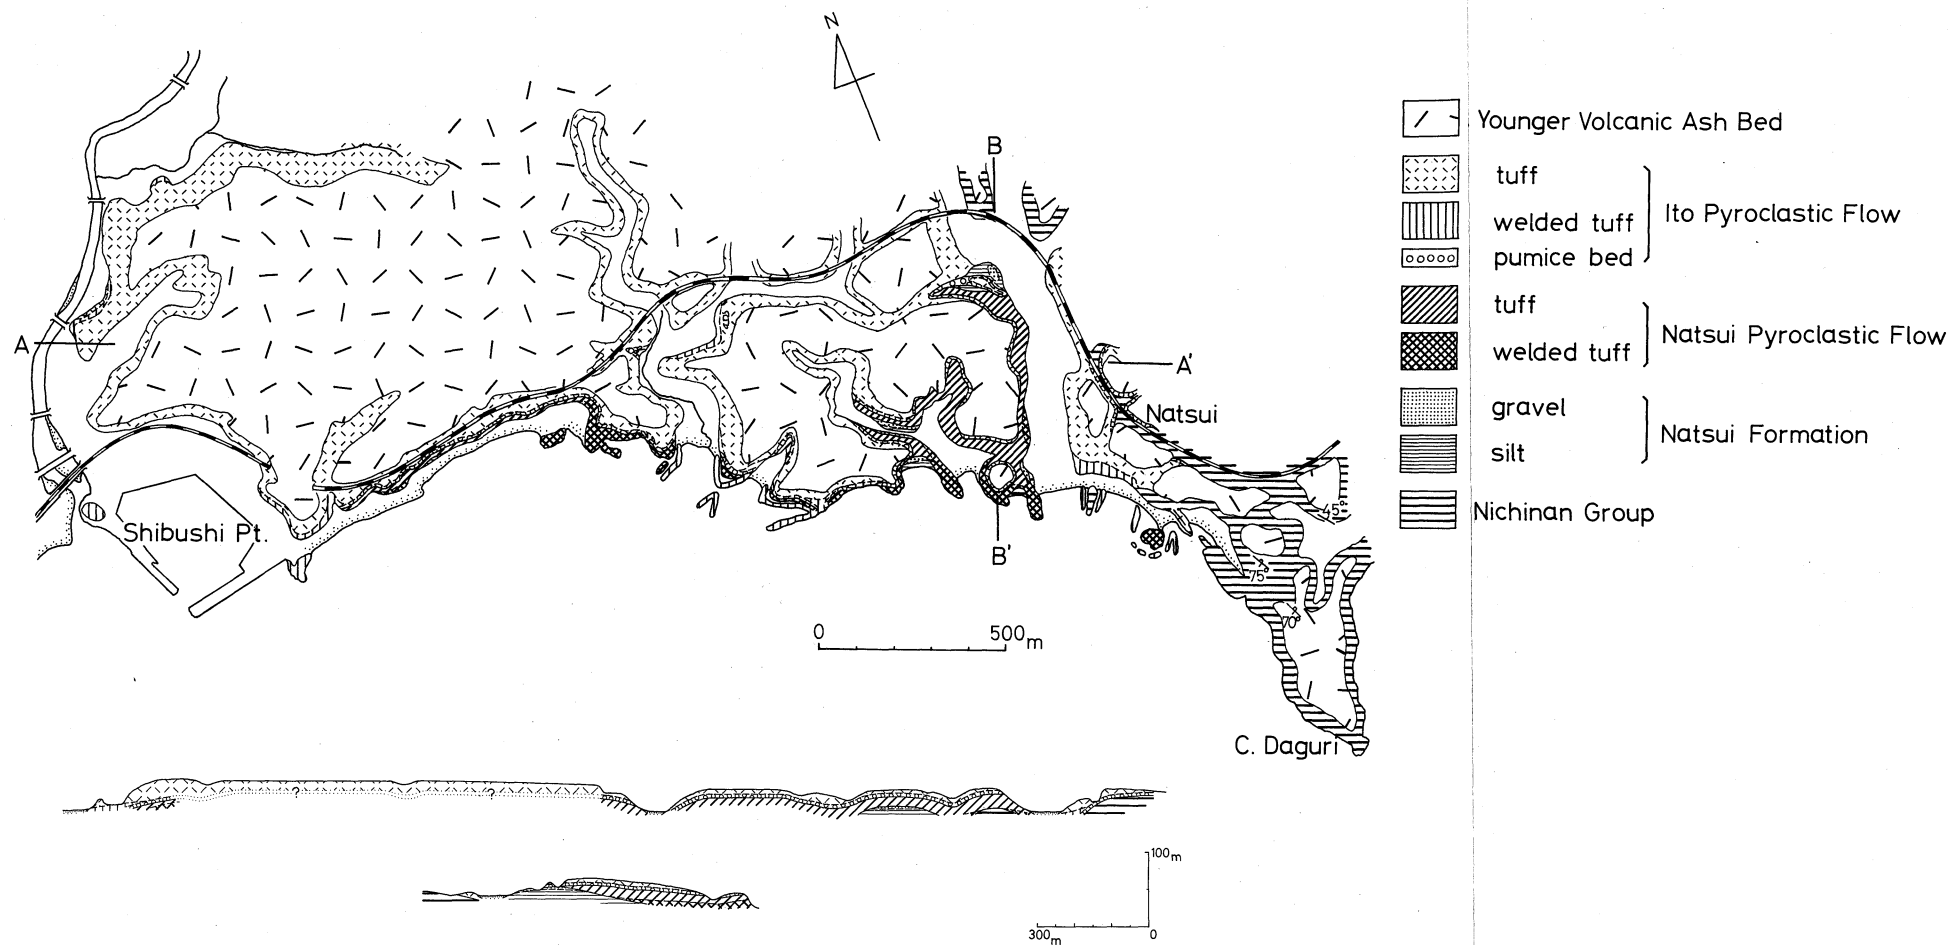 N
B
A
A'
Natsui
45°
Shibushi Pt.
B'
75°
70°
0 500m
C. Daguri
? ?
100m
300m 0
Younger Volcanic Ash Bed
tuff
welded tuff
pumice bed
Ito Pyroclastic Flow
tuff
welded tuff
Natsui Pyroclastic Flow
gravel
silt
Natsui Formation
Nichinan Group